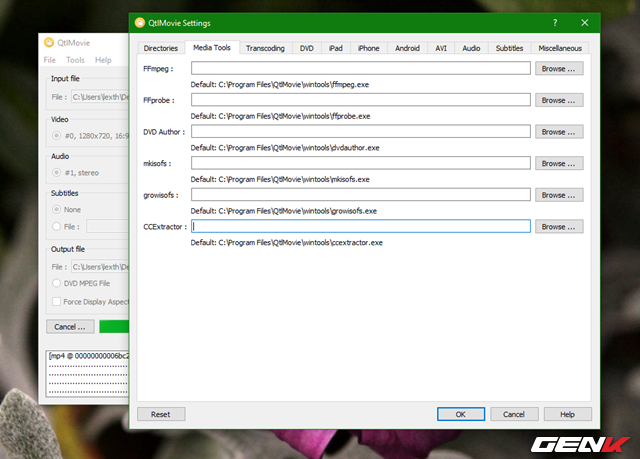 QtlMovie
File Tools Help
Input file
File : C:\Users\lexth\De
Video
#0, 1280x720, 16:9
Audio
#1, stereo
Subtitles
None
File :
Output file
File : C:\Users\lexth\De
DVD MPEG File
Force Display Aspect
Cancel ...
[mp4 @ 00000000006bc2
QtlMovie Settings
Directories Media Tools Transcoding DVD iPad iPhone Android AVI Audio Subtitles Miscellaneous
FFmpeg : Browse ...
Default: C:\Program Files\QtlMovie\wintools\ffmpeg.exe
FFprobe : Browse ...
Default: C:\Program Files\QtlMovie\wintools\ffprobe.exe
DVD Author : Browse ...
Default: C:\Program Files\QtlMovie\wintools\dvdauthor.exe
mkisofs : Browse ...
Default: C:\Program Files\QtlMovie\wintools\mkisofs.exe
growisofs : Browse ...
Default: C:\Program Files\QtlMovie\wintools\growisofs.exe
CCExtractor : Browse ...
Default: C:\Program Files\QtlMovie\wintools\ccextractor.exe
Reset OK Cancel Help
GENK